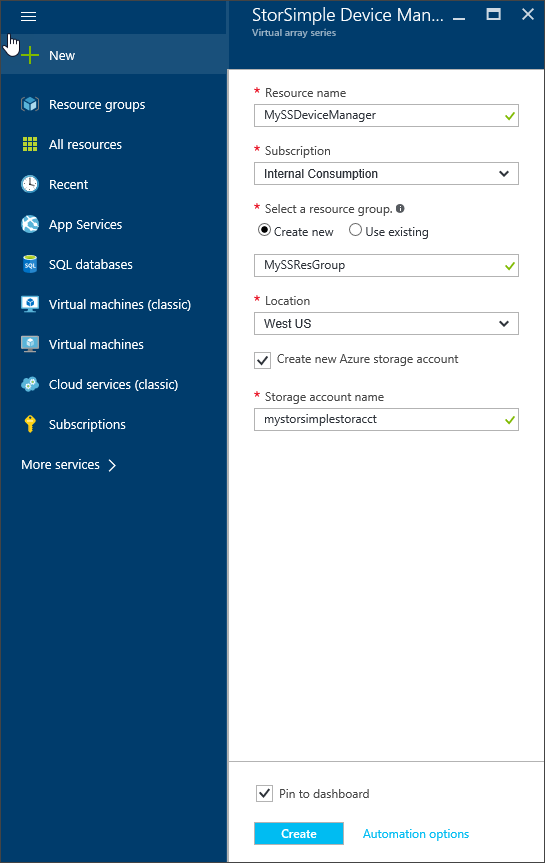 New
Resource groups
All resources
Recent
App Services
SQL
SQL databases
Virtual machines (classic)
Virtual machines
Cloud services (classic)
Subscriptions
More services
StorSimple Device Man...
Virtual array series
* Resource name
MySSDeviceManager
* Subscription
Internal Consumption
* Select a resource group.
Create new Use existing
MySSResGroup
* Location
West US
Create new Azure storage account
* Storage account name
mystorsimplestoracct
Pin to dashboard
Create Automation options